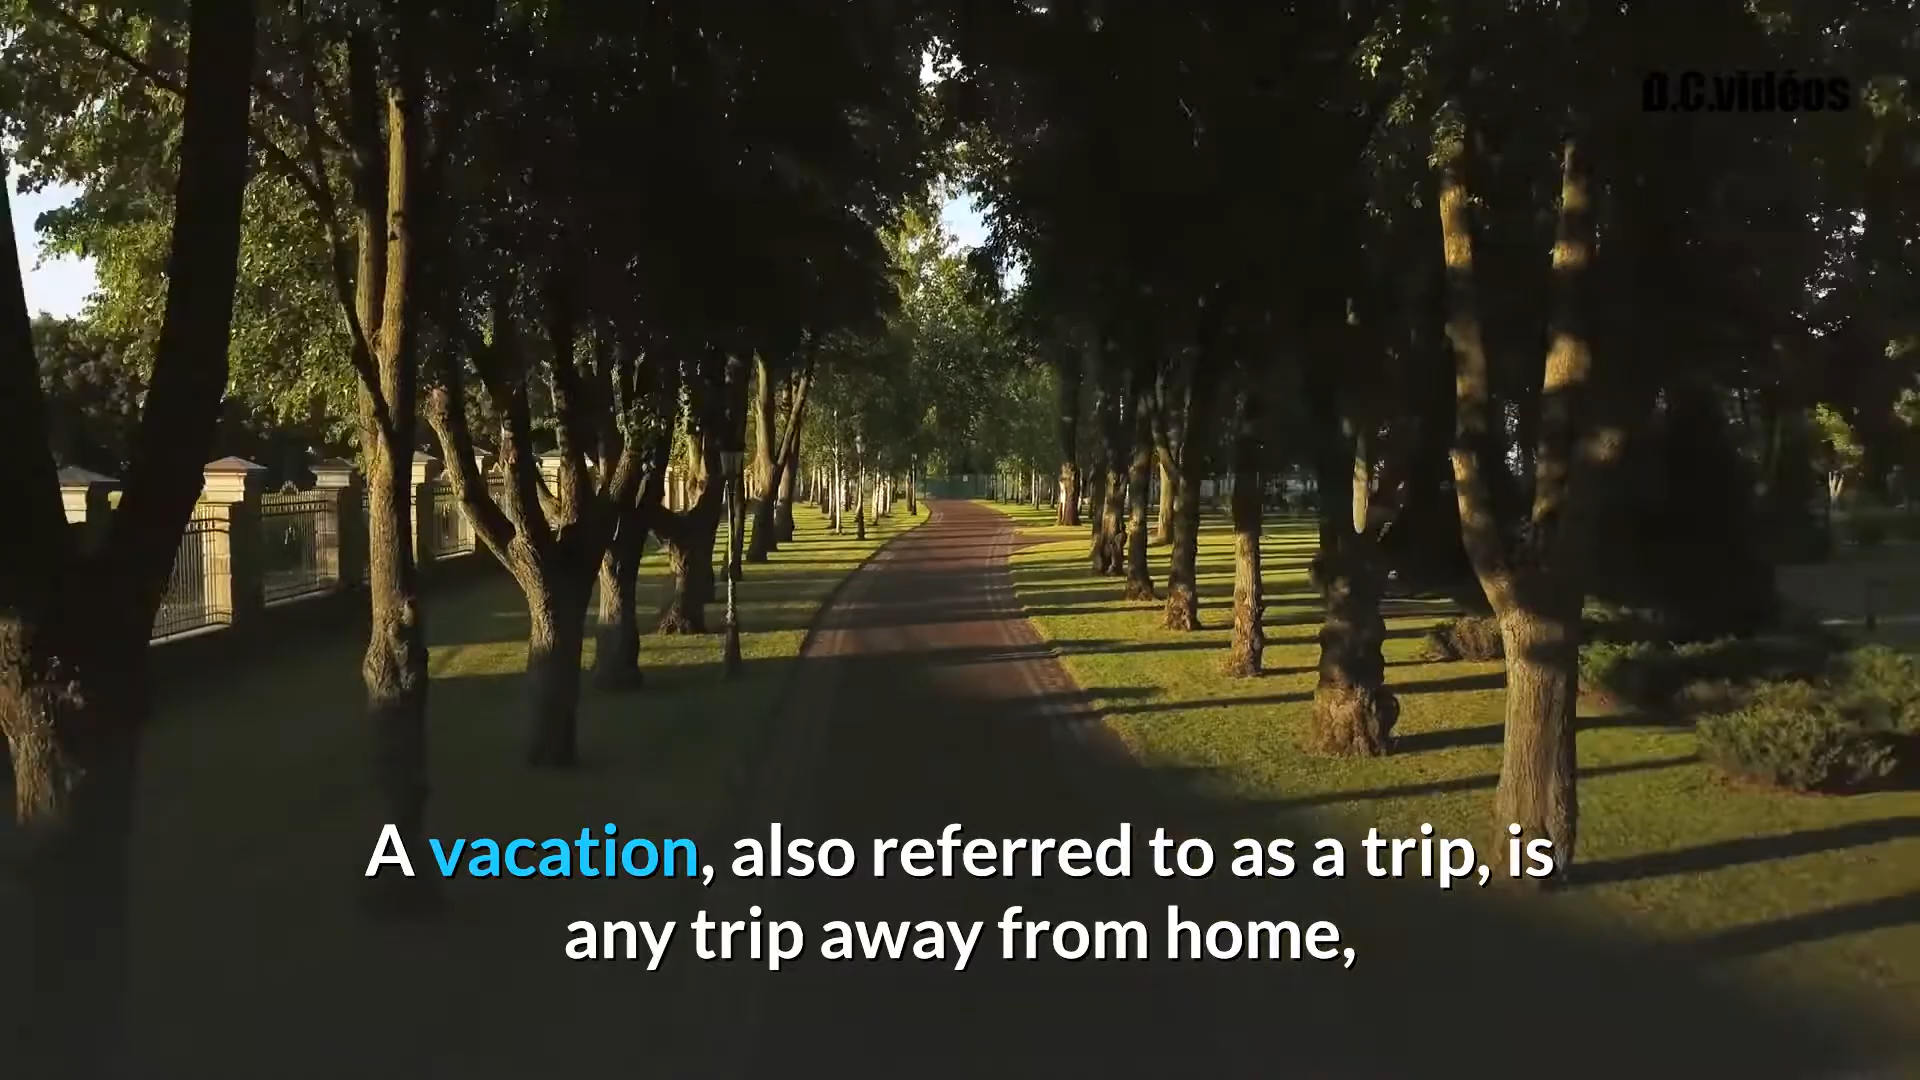 D.C.vidéos
A vacation, also referred to as a trip, is
any trip away from home,